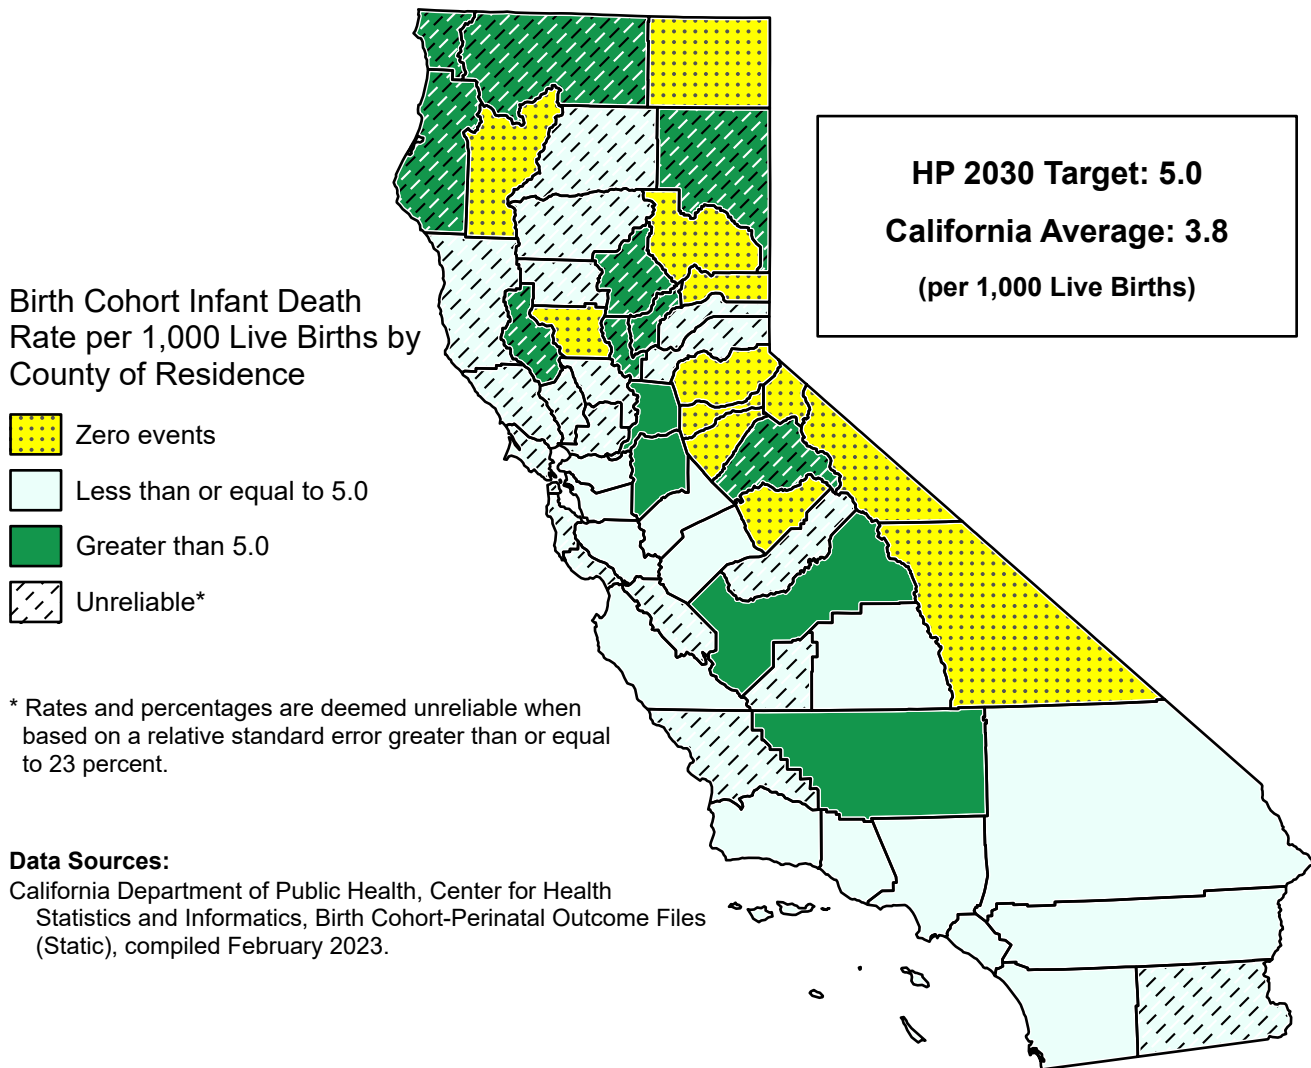 HP 2030 Target: 5.0
California Average: 3.8
(per 1,000 Live Births)
Birth Cohort Infant Death
Rate per 1,000 Live Births by
County of Residence
Zero events
Less than or equal to 5.0
Greater than 5.0
Unreliable*
* Rates and percentages are deemed unreliable when
based on a relative standard error greater than or equal
to 23 percent.
Data Sources:
California Department of Public Health, Center for Health
Statistics and Informatics, Birth Cohort-Perinatal Outcome Files
(Static), compiled February 2023.